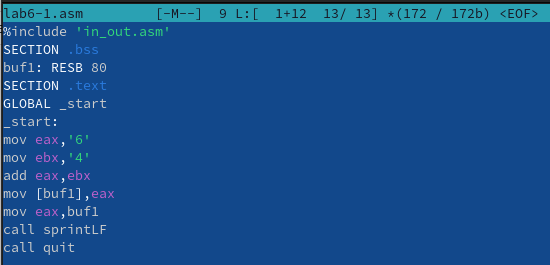 lab6-1.asm [-M--] 9 L:[ 1+12 13/ 13] *(172 / 172b) <EOF>
%include 'in_out.asm'
SECTION .bss
buf1: RESB 80
SECTION .text
GLOBAL _start
_start:
mov eax,'6'
mov ebx,'4'
add eax,ebx
mov [buf1],eax
mov eax,buf1
call sprintLF
call quit